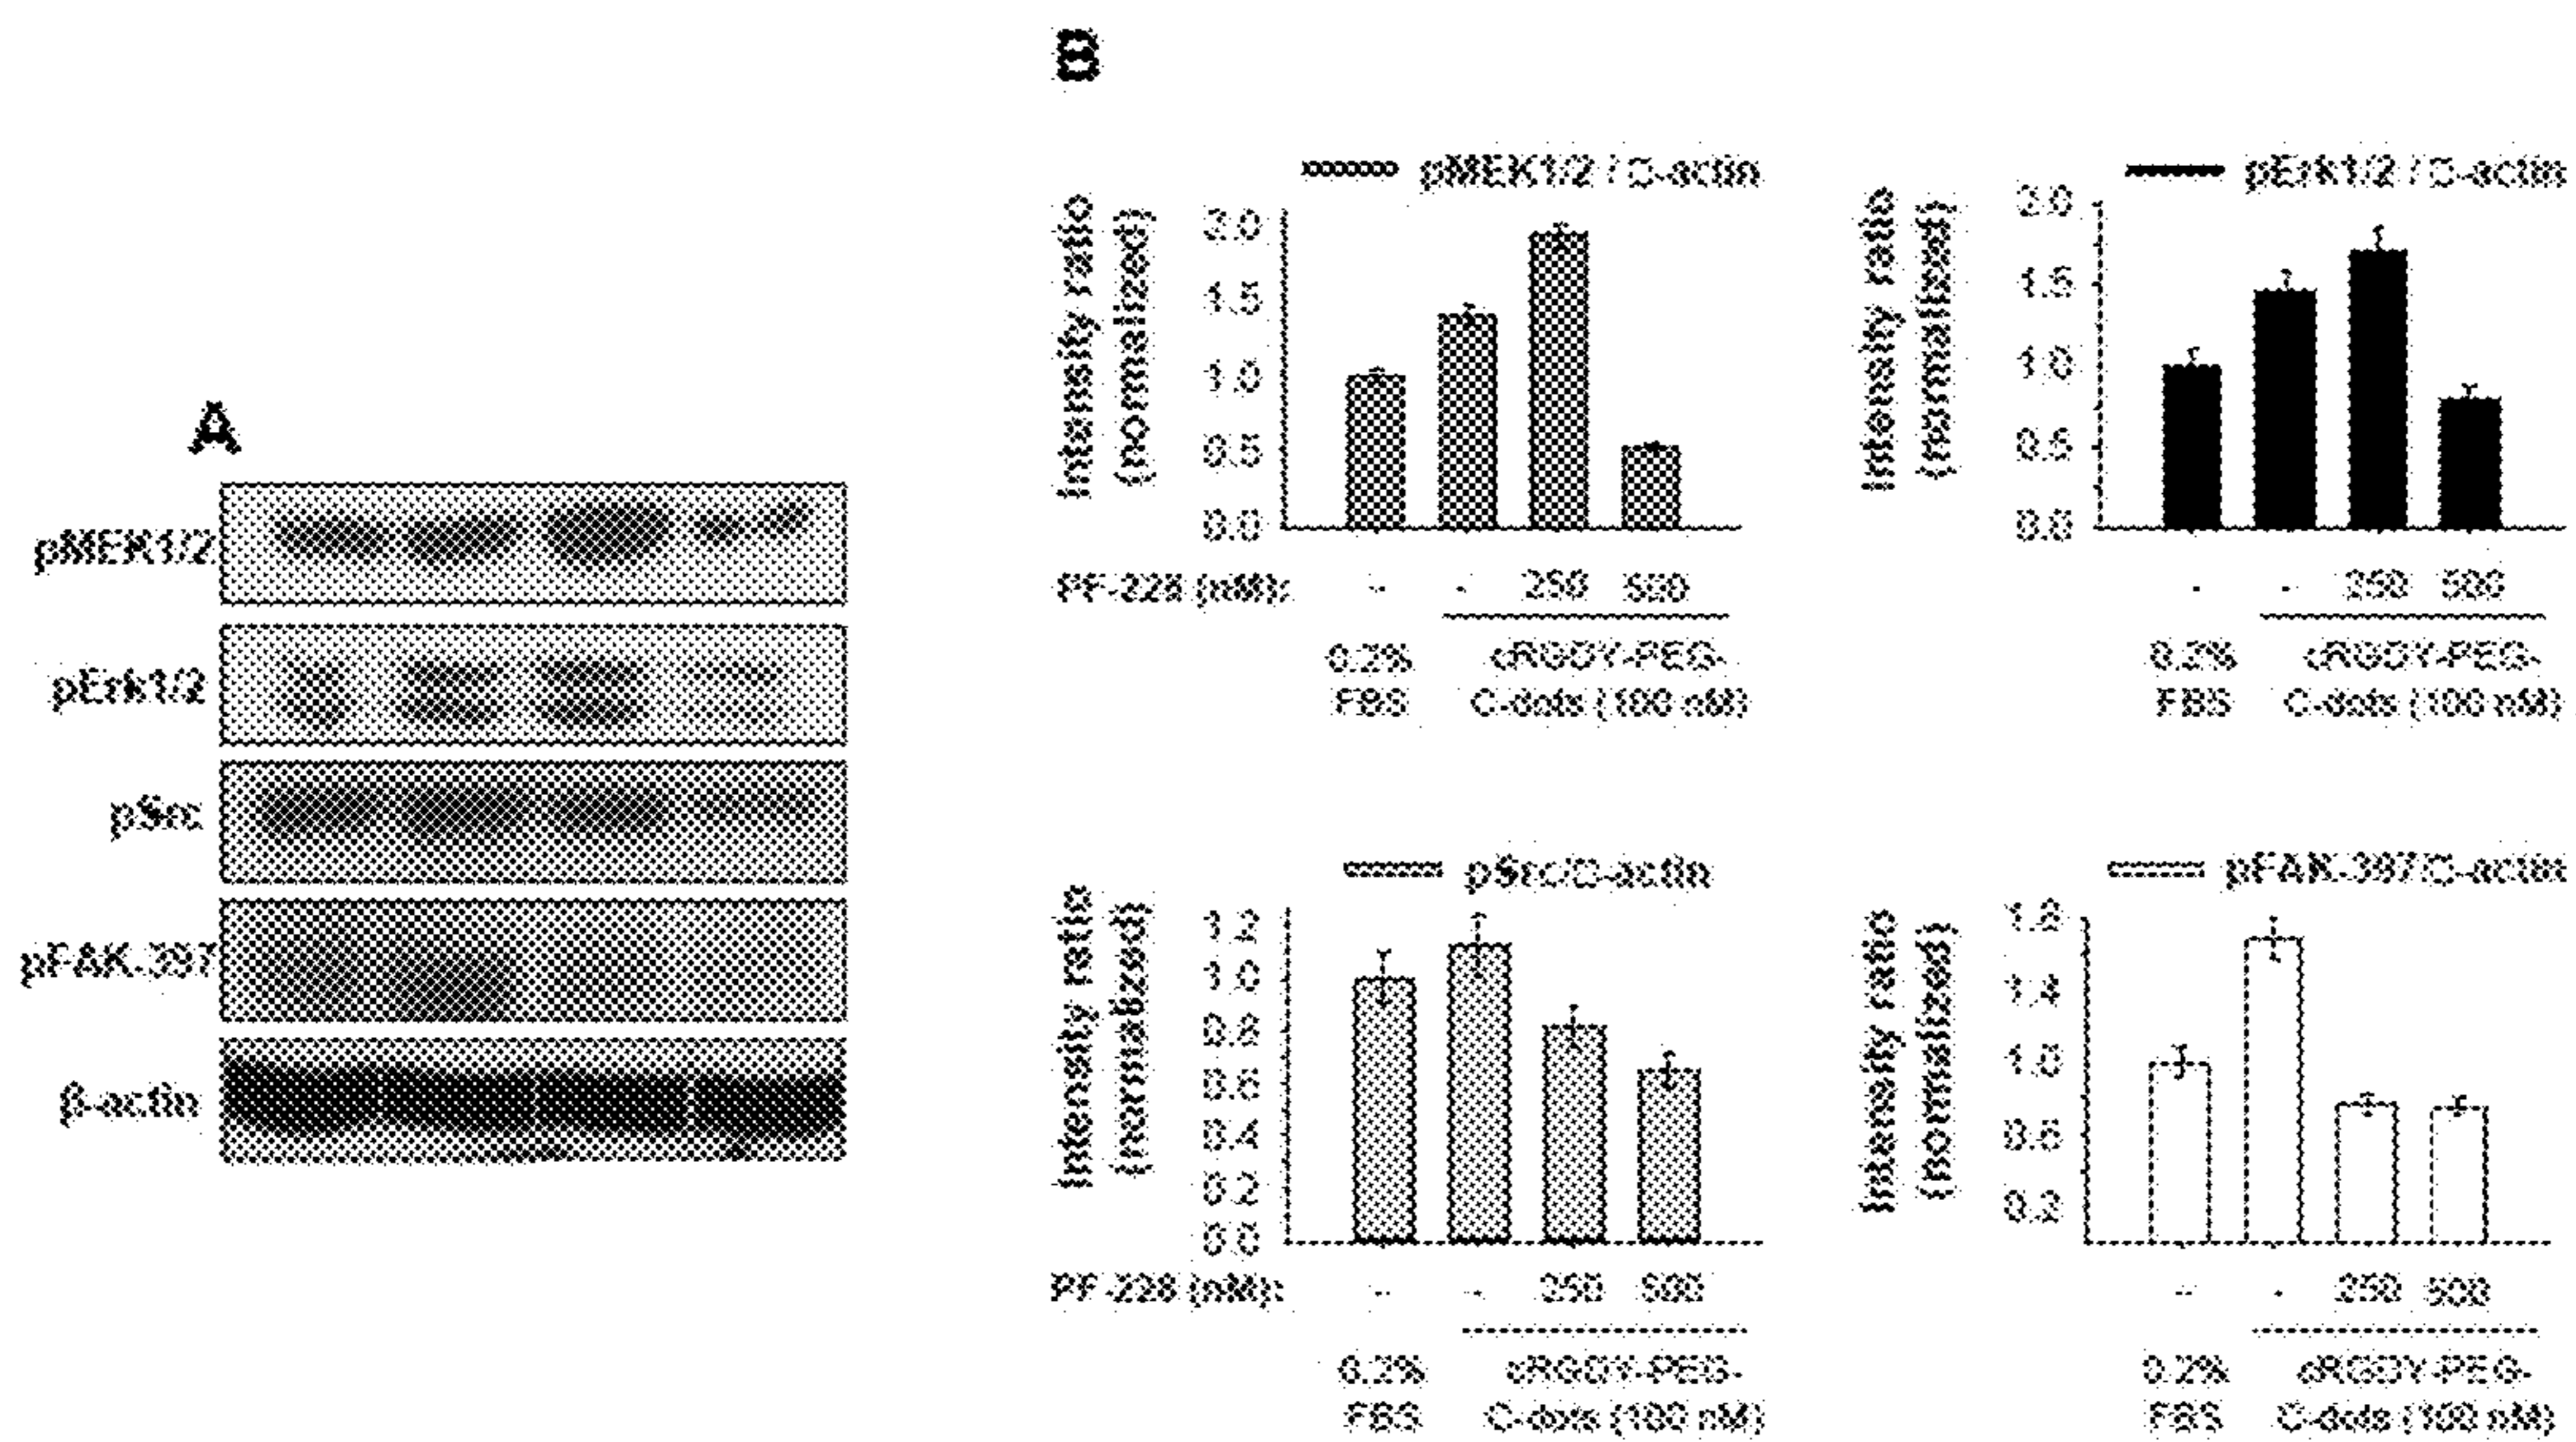 A
pMEK1/2
pErk1/2
pSrc
pFAK-397
β-actin
B
pMEK1/2 / □-actin
Intensity ratio
(normalized)
2.0
1.5
1.0
0.5
0.0
PF-228 (nM):
- - 250 500
0.2%
FBS
cRGDY-PEG-
C-dots (100 nM)
pErk1/2 / □-actin
Intensity ratio
(normalized)
2.0
1.5
1.0
0.5
0.0
- - 250 500
0.2%
FBS
cRGDY-PEG-
C-dots (100 nM)
pSrc/□-actin
Intensity ratio
(normalized)
1.2
1.0
0.8
0.6
0.4
0.2
0.0
PF-228 (nM):
- - 250 500
0.2%
FBS
cRGDY-PEG-
C-dots (100 nM)
pFAK-397/□-actin
Intensity ratio
(normalized)
1.8
1.4
1.0
0.6
0.2
- - 250 500
0.2%
FBS
cRGDY-PEG-
C-dots (100 nM)